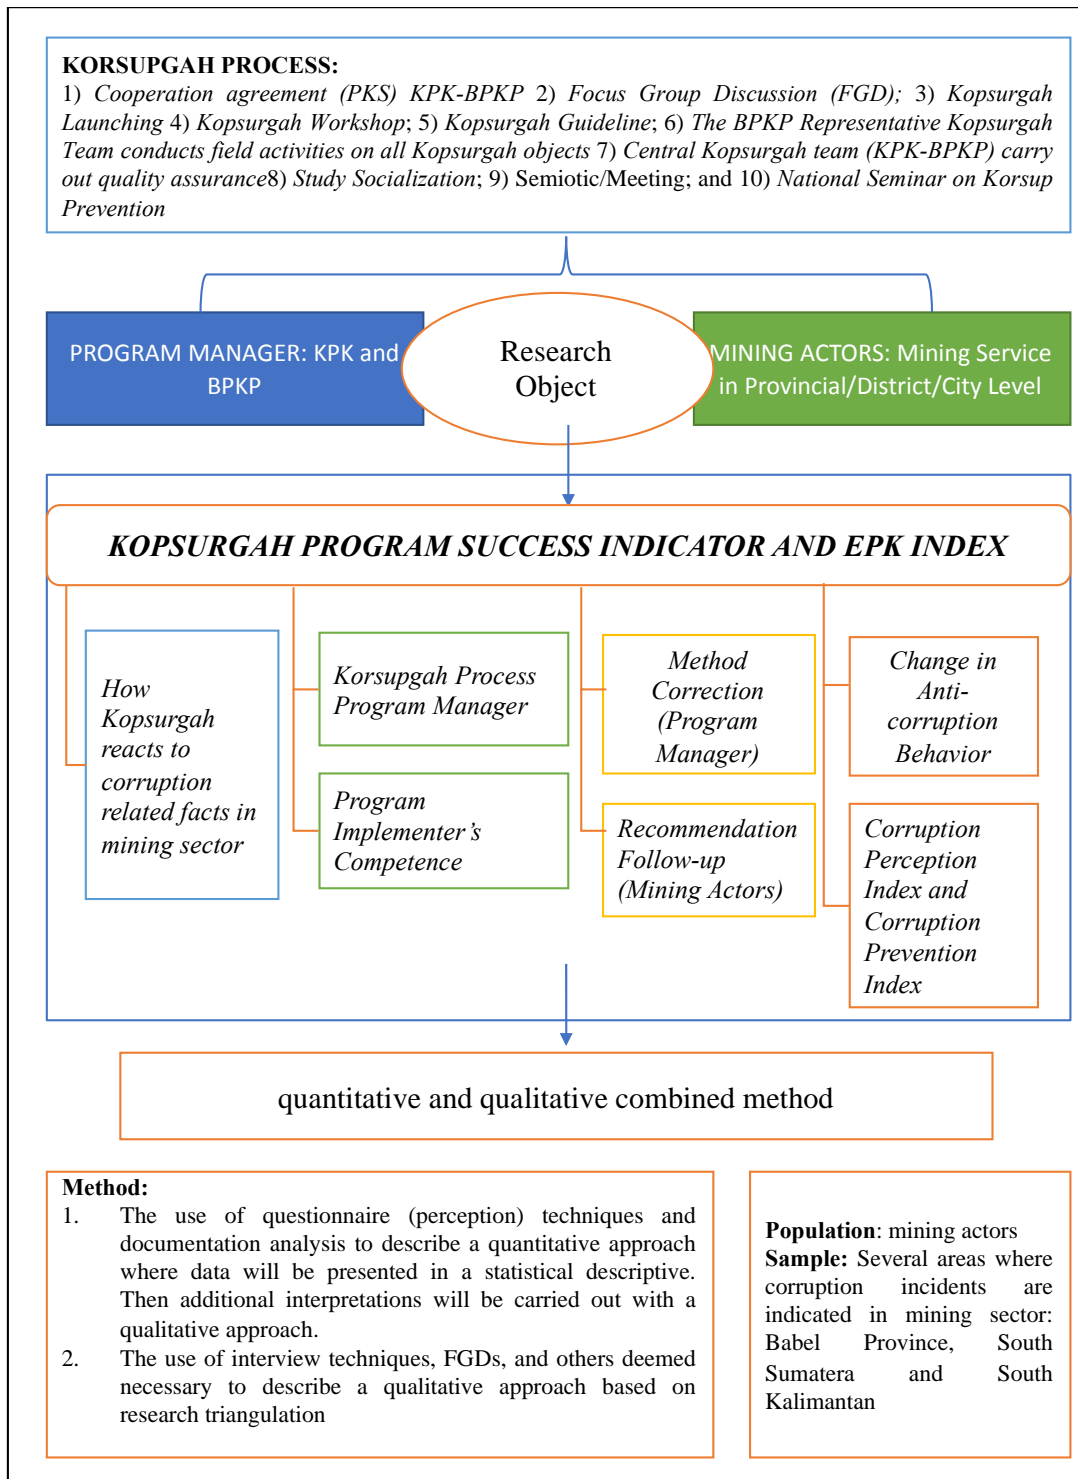 KORSUPGAH PROCESS:
1) Cooperation agreement (PKS) KPK-BPKP 2) Focus Group Discussion (FGD); 3) Kopsurgah
Launching 4) Kopsurgah Workshop; 5) Kopsurgah Guideline; 6) The BPKP Representative Kopsurgah
Team conducts field activities on all Kopsurgah objects 7) Central Kopsurgah team (KPK-BPKP) carry
out quality assurance8) Study Socialization; 9) Semiotic/Meeting; and 10) National Seminar on Korsup
Prevention
PROGRAM MANAGER: KPK and
BPKP
Research
Object
MINING ACTORS: Mining Service
in Provincial/District/City Level
KOPSURGAH PROGRAM SUCCESS INDICATOR AND EPK INDEX
How
Kopsurgah
reacts to
corruption
related facts in
mining sector
Korsupgah Process
Program Manager
Program
Implementer’s
Competence
Method
Correction
(Program
Manager)
Recommendation
Follow-up
(Mining Actors)
Change in
Anti-
corruption
Behavior
Corruption
Perception
Index and
Corruption
Prevention
Index
quantitative and qualitative combined method
Method:
1. The use of questionnaire (perception) techniques and
documentation analysis to describe a quantitative approach
where data will be presented in a statistical descriptive.
Then additional interpretations will be carried out with a
qualitative approach.
2. The use of interview techniques, FGDs, and others deemed
necessary to describe a qualitative approach based on
research triangulation
Population: mining actors
Sample: Several areas where
corruption incidents are
indicated in mining sector:
Babel Province, South
Sumatera and South
Kalimantan